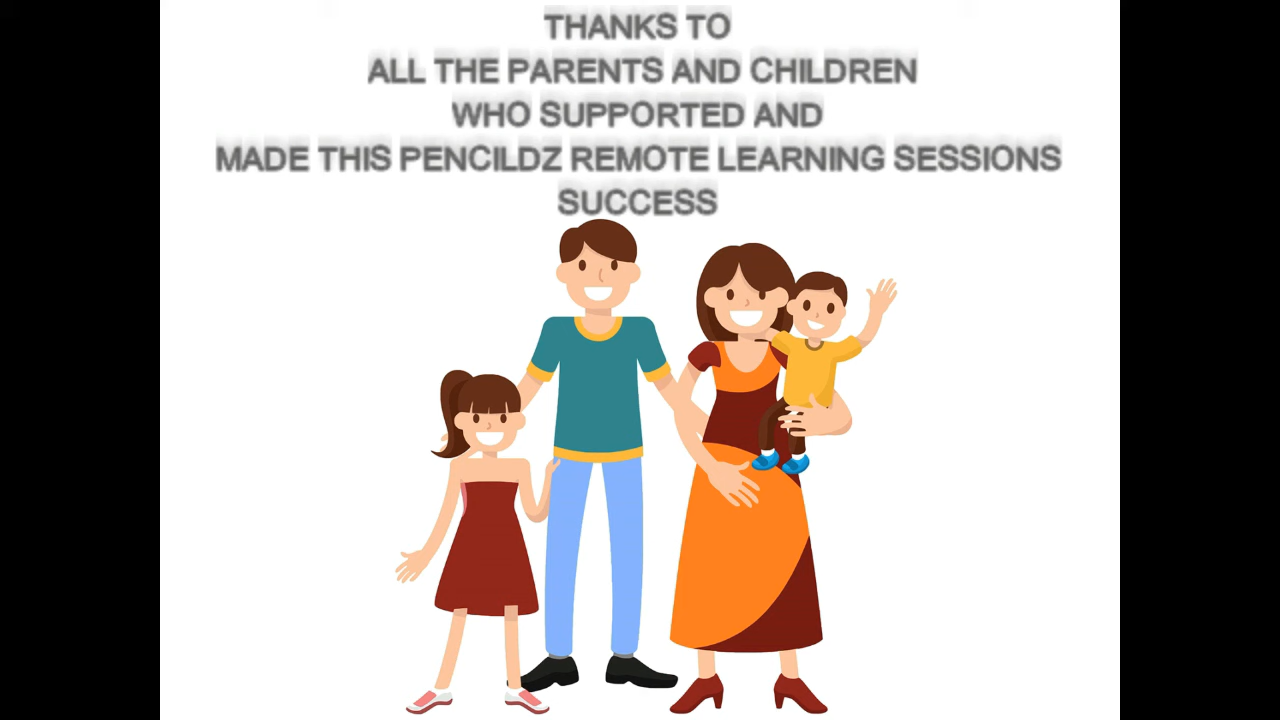 THANKS TO
ALL THE PARENTS AND CHILDREN
WHO SUPPORTED AND
MADE THIS PENCILDZ REMOTE LEARNING SESSIONS
SUCCESS